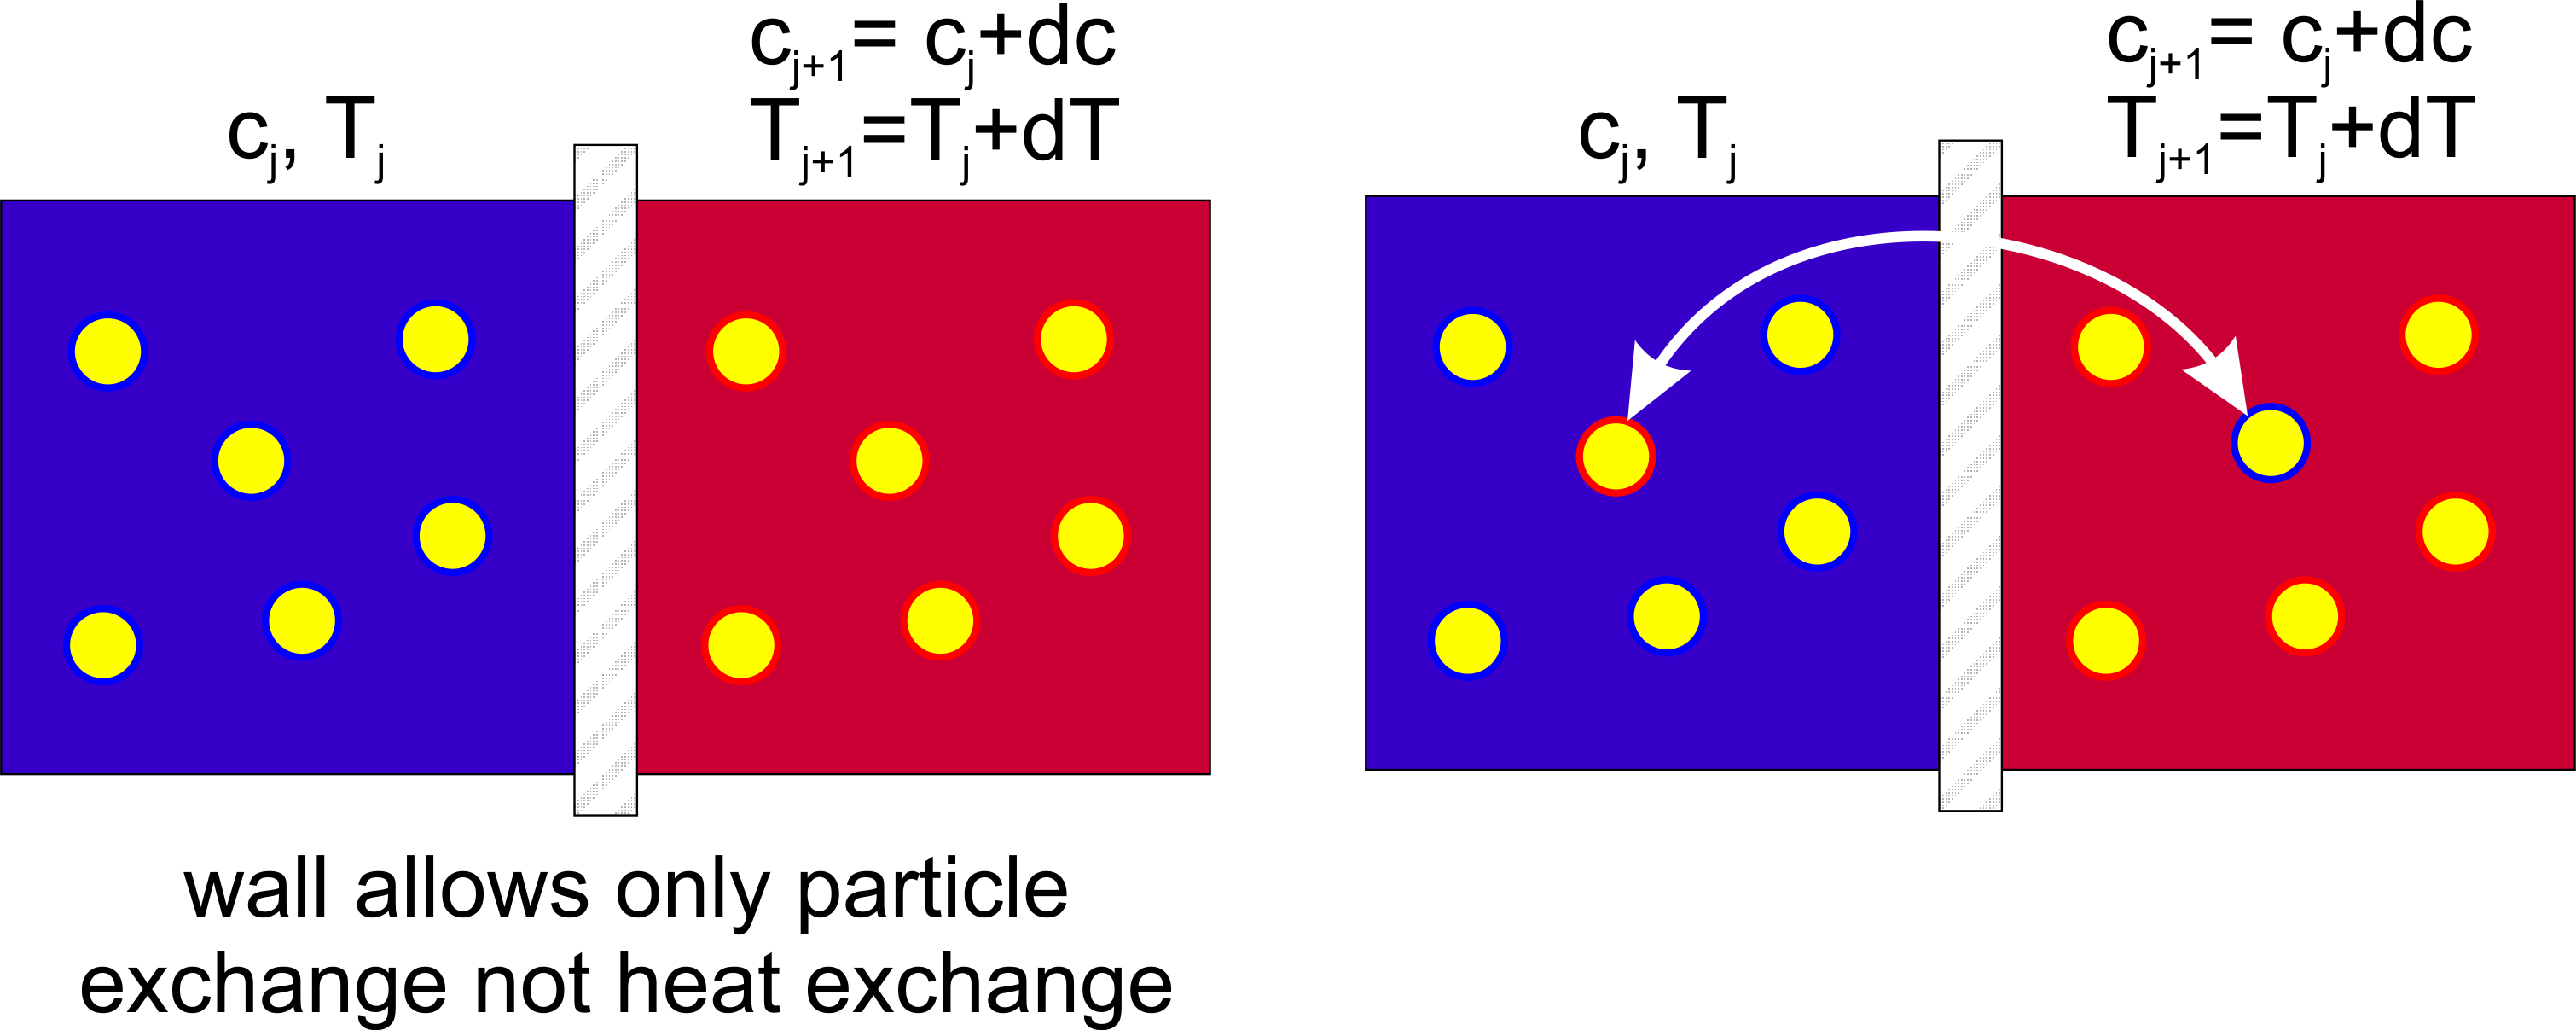 c_j, T_j
c_{j+1}= c_j+dc
T_{j+1}=T_j+dT
wall allows only particle
exchange not heat exchange
c_j, T_j
c_{j+1}= c_j+dc
T_{j+1}=T_j+dT